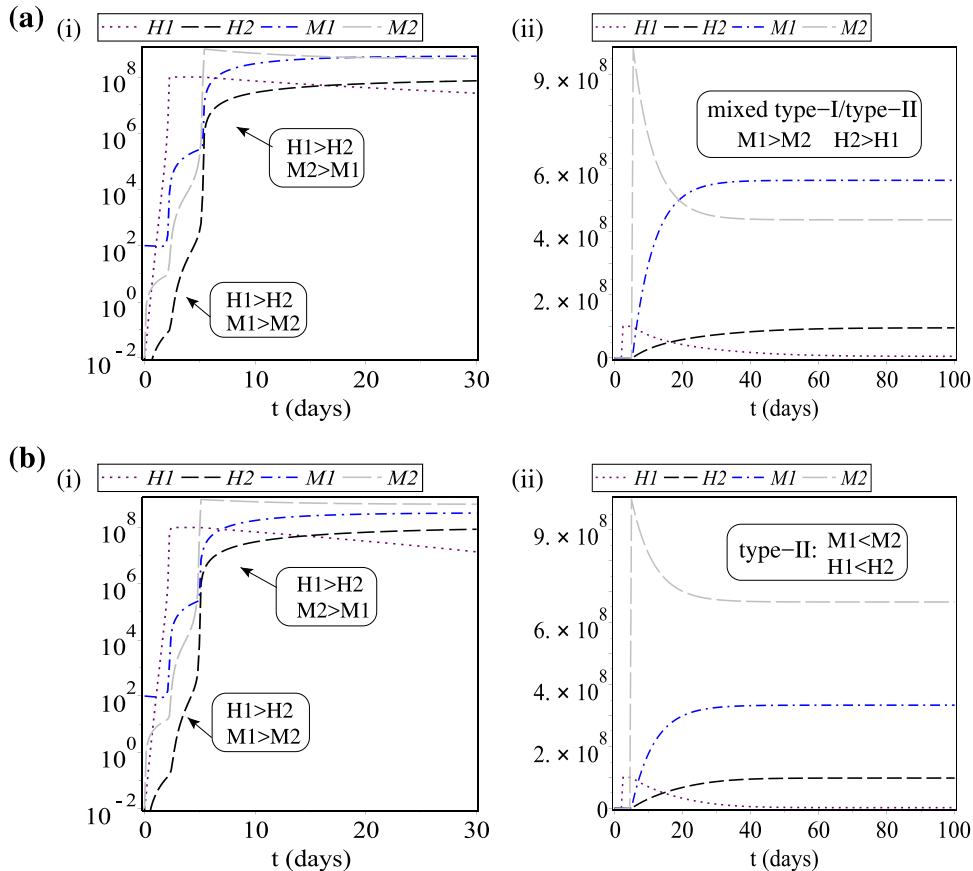 (a)
(i)
H1 H2 M1 M2
10^8
10^6
10^4
10^2
10^0
10^-2
H1>H2
M2>M1
H1>H2
M1>M2
0 10 20 30
t (days)
(ii)
H1 H2 M1 M2
9. × 10^8
6. × 10^8
4. × 10^8
2. × 10^8
0
mixed type-I/type-II
M1>M2 H2>H1
0 20 40 60 80 100
t (days)
(b)
(i)
H1 H2 M1 M2
10^8
10^6
10^4
10^2
10^0
10^-2
H1>H2
M2>M1
H1>H2
M1>M2
0 10 20 30
t (days)
(ii)
H1 H2 M1 M2
9. × 10^8
6. × 10^8
4. × 10^8
2. × 10^8
0
type-II: M1<M2
H1<H2
0 20 40 60 80 100
t (days)